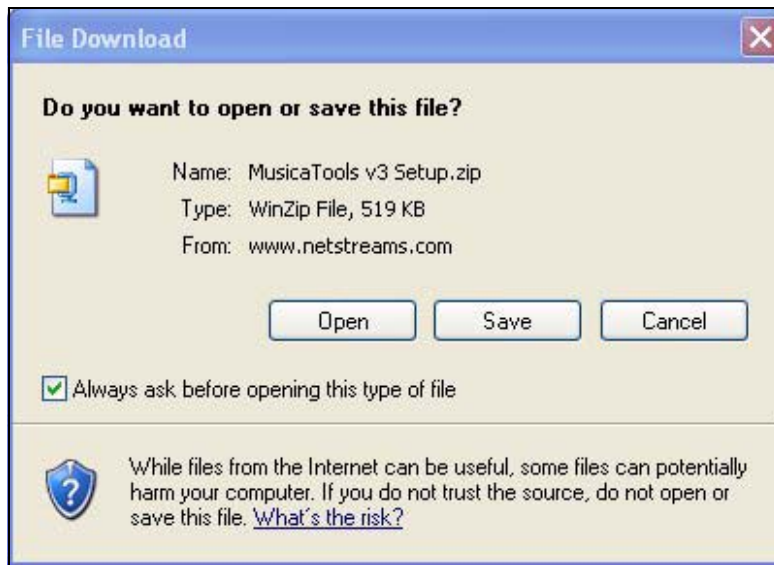 File Download
Do you want to open or save this file?
Name: MusicaTools v3 Setup.zip
Type: WinZip File, 519 KB
From: www.netstreams.com
Open Save Cancel
Always ask before opening this type of file
While files from the Internet can be useful, some files can potentially
harm your computer. If you do not trust the source, do not open or
save this file. What's the risk?